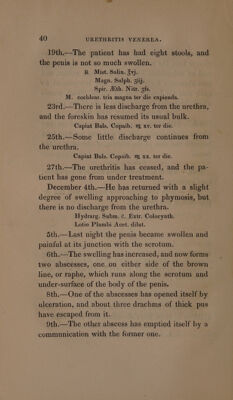 40 URETHRITIS VENEREA.
19th.—The patient has had eight stools, and
the penis is not so much swollen.
℞ Mist. Salin. ℥vj.
Magn. Sulph. ʒiij.
Spir. Æth. Nitr. ʒfs.
M. cochlear. tria magna ter die capienda.
23rd.—There is less discharge from the urethra,
and the foreskin has resumed its usual bulk.
Capiat Bals. Copaib. ♏ xv. ter die.
25th.—Some little discharge continues from
the urethra.
Capiat Bals. Copaib. ♏ xx. ter die.
27th.—The urethritis has ceased, and the pa-
tient has gone from under treatment.
December 4th.—He has returned with a slight
degree of swelling approaching to phymosis, but
there is no discharge from the urethra.
Hydrarg. Subm. c. Extr. Colocynth.
Lotio Plumbi Acet. dilut.
5th.—Last night the penis became swollen and
painful at its junction with the scrotum.
6th.—The swelling has increased, and now forms
two abscesses, one on either side of the brown
line, or raphe, which runs along the scrotum and
under-surface of the body of the penis.
8th.—One of the abscesses has opened itself by
ulceration, and about three drachms of thick pus
have escaped from it.
9th.—The other abscess has emptied itself by a
communication with the former one.